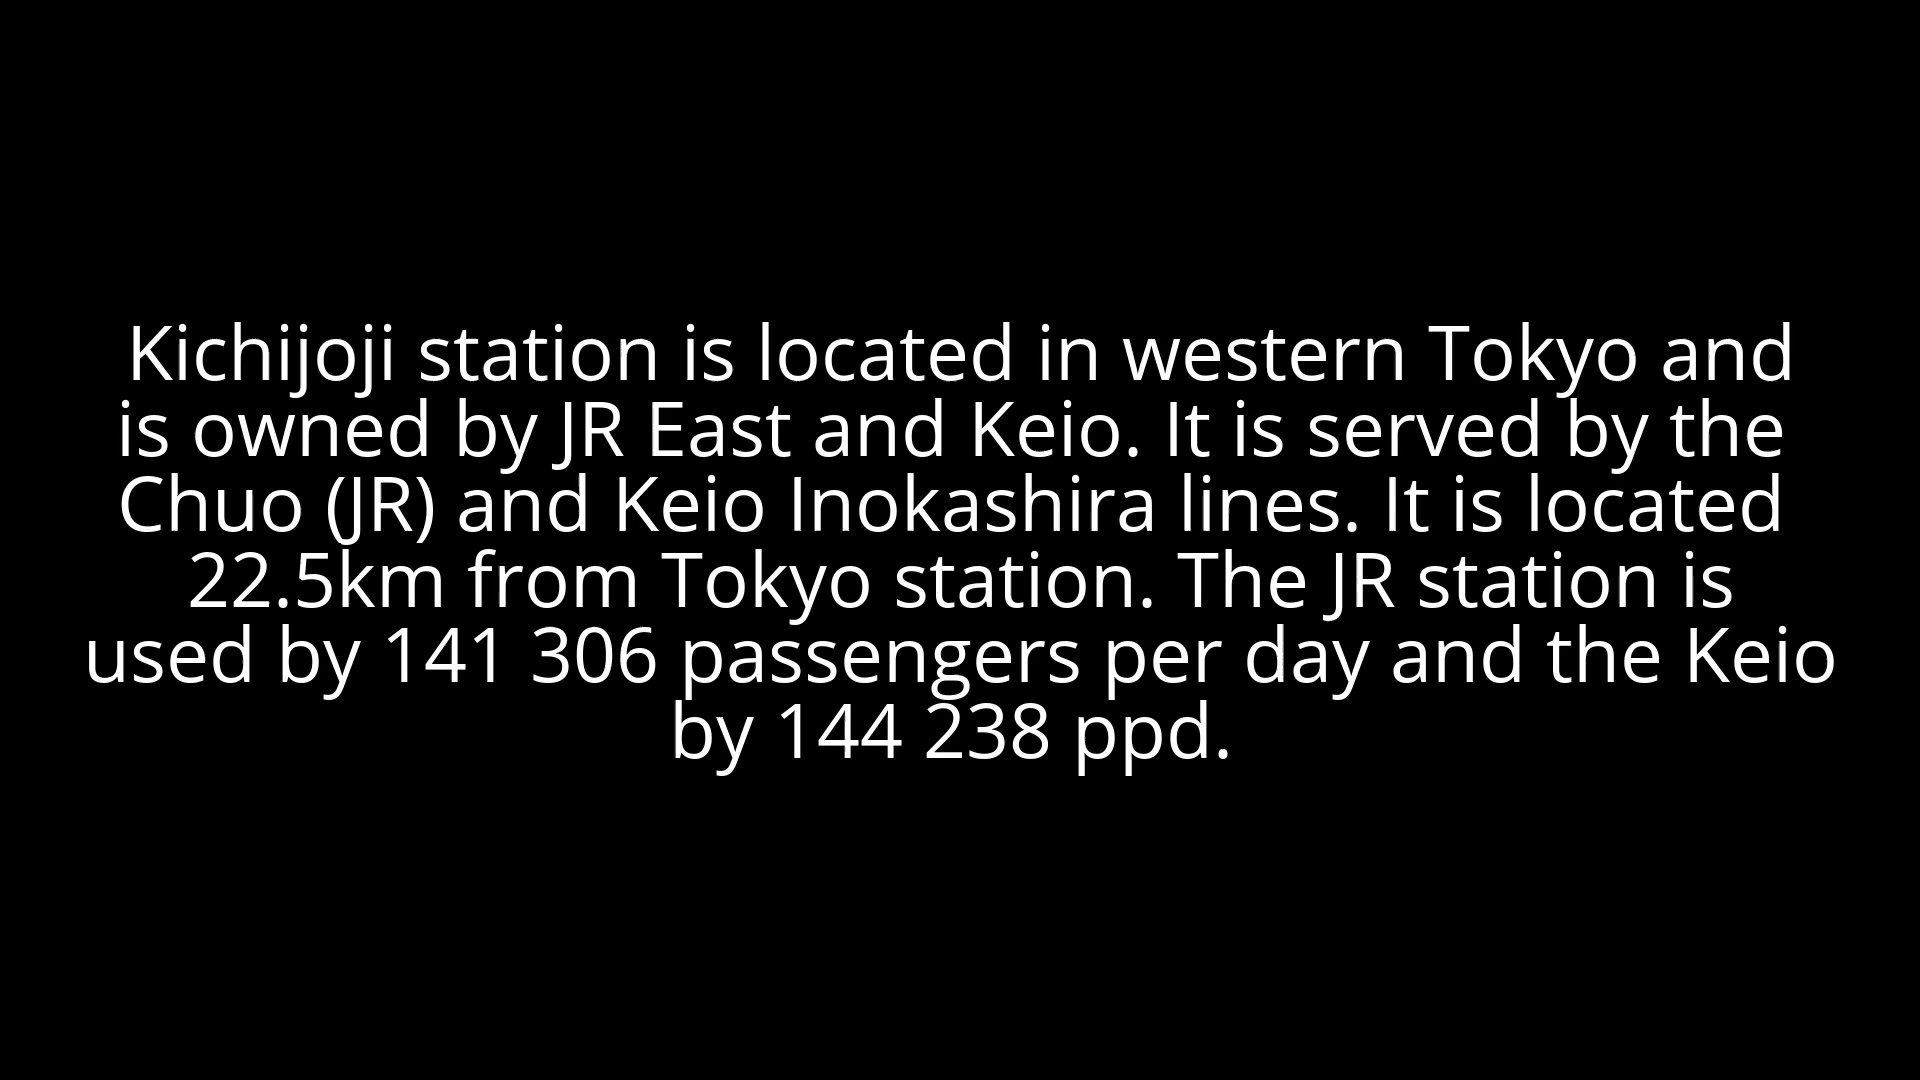 Kichijoji station is located in western Tokyo and
is owned by JR East and Keio. It is served by the
Chuo (JR) and Keio Inokashira lines. It is located
22.5km from Tokyo station. The JR station is
used by 141 306 passengers per day and the Keio
by 144 238 ppd.